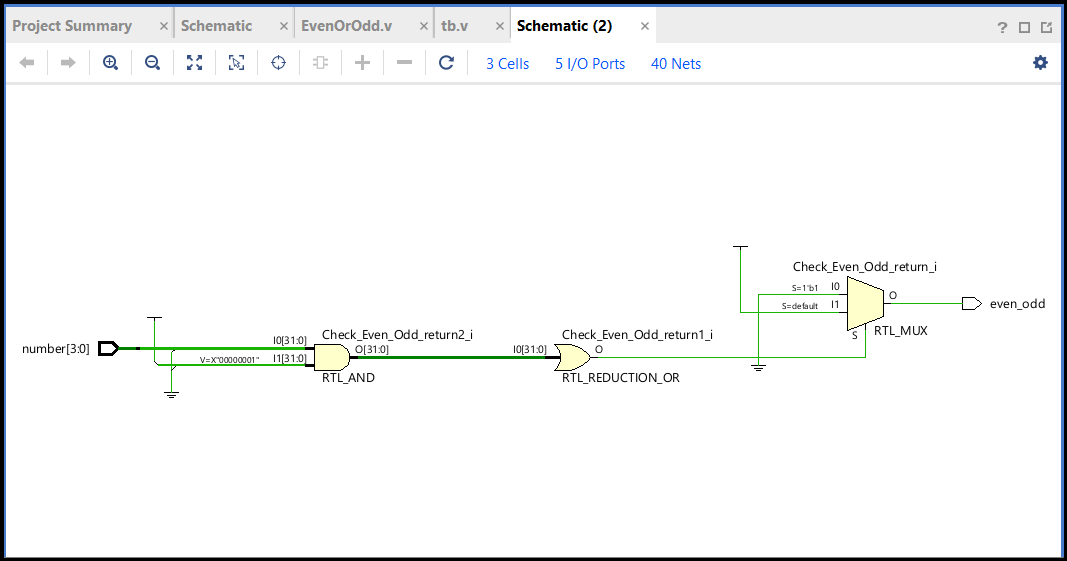 Project Summary × Schematic × EvenOrOdd.v × tb.v × Schematic (2) × ?
3 Cells 5 I/O Ports 40 Nets
Check_Even_Odd_return_i
S=1'b1 I0
O
S=default I1
even_odd
S
RTL_MUX
Check_Even_Odd_return2_i
Check_Even_Odd_return1_i
number[3:0]
I0[31:0]
O[31:0]
I0[31:0]
O
V=X"00000001" I1[31:0]
RTL_AND
RTL_REDUCTION_OR